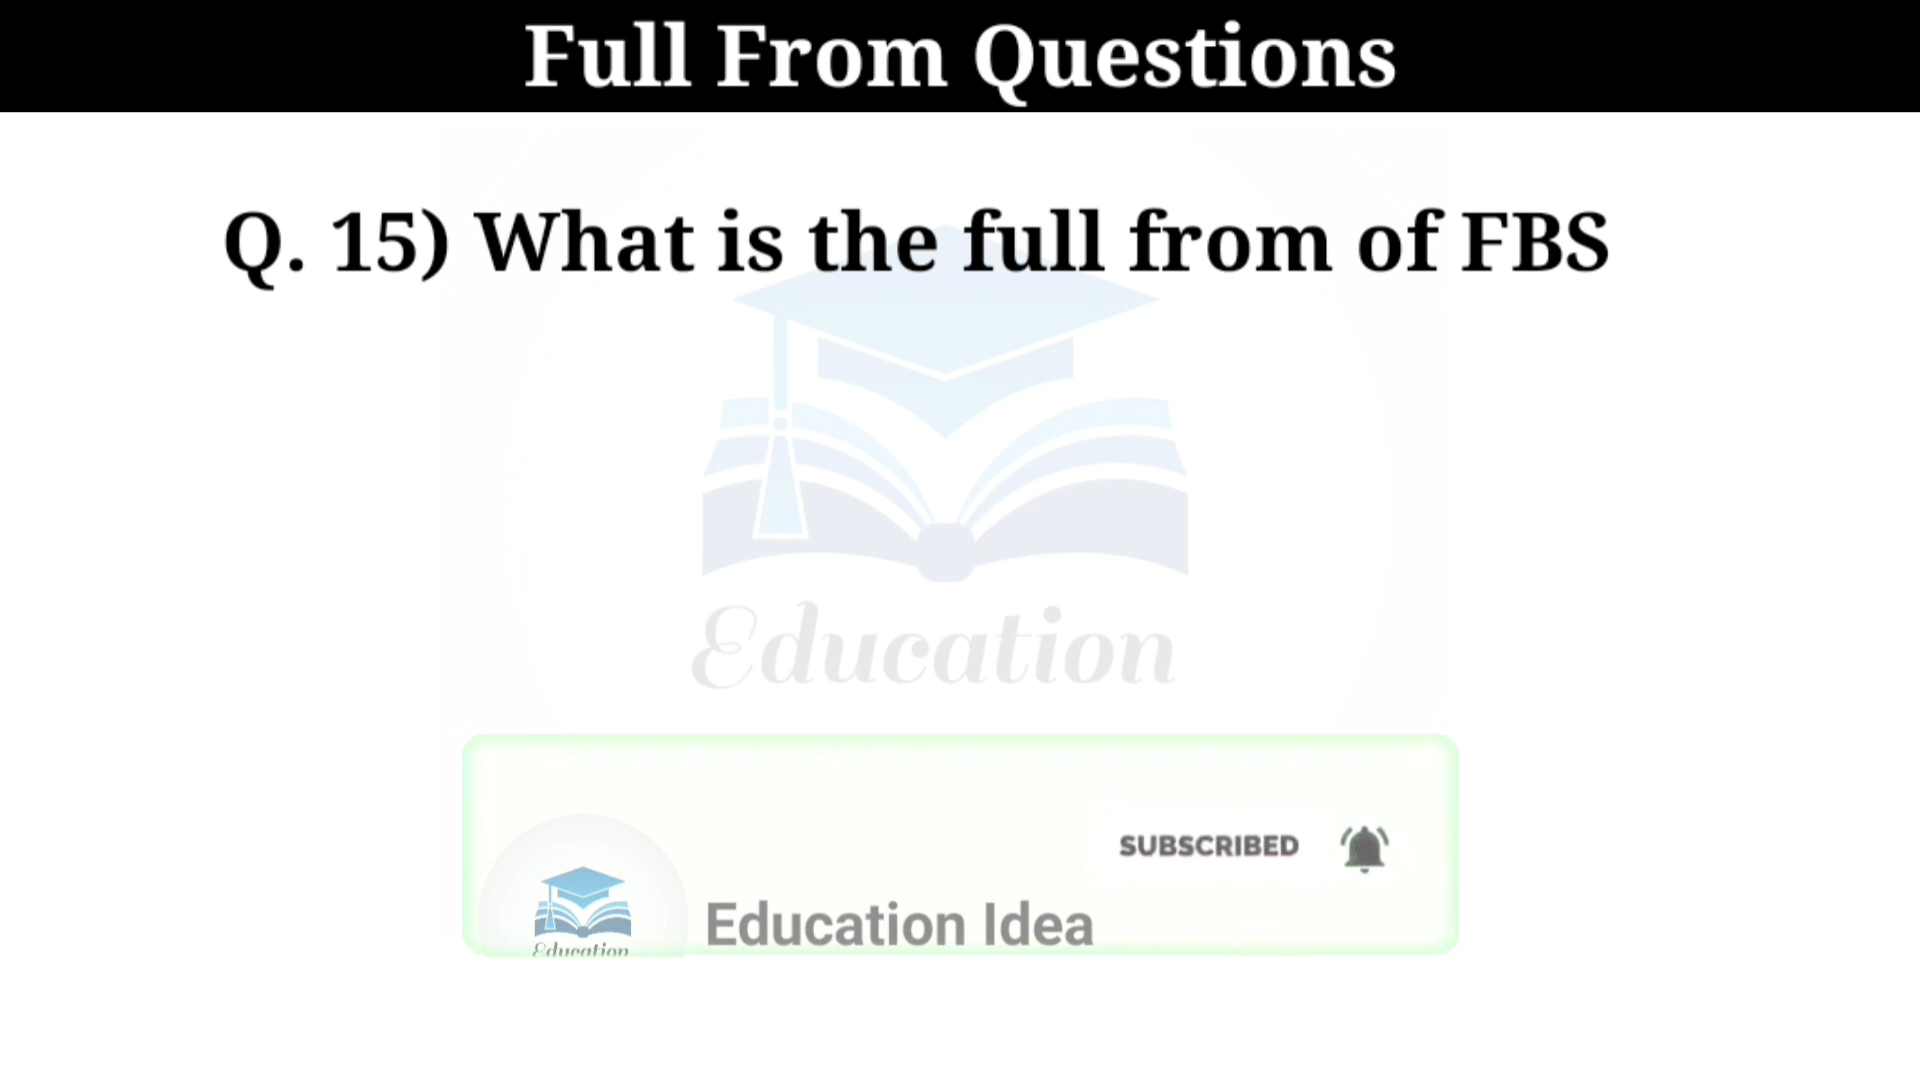 Full From Questions
Q. 15) What is the full from of FBS
Education
SUBSCRIBED
Education Idea
Education